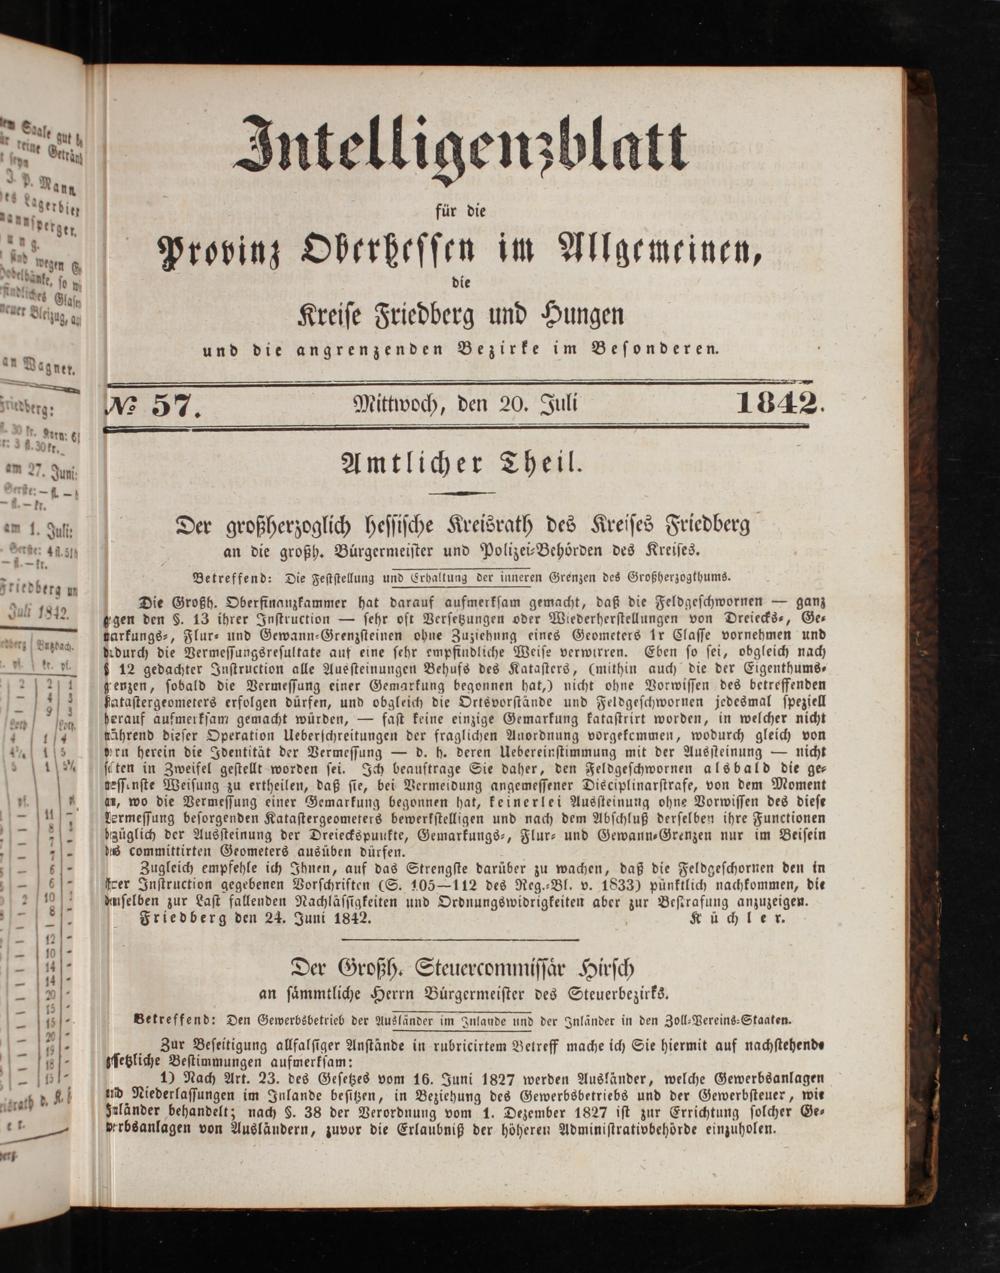 Intelligenzblatt
für die
Provinz Oberhessen im Allgemeinen,
die
Kreise Friedberg und Hungen
und die angrenzenden Bezirke im Besonderen.
№ 57. Mittwoch, den 20. Juli 1842.
Amtlicher Theil.
Der großherzoglich hessische Kreisrath des Kreises Friedberg
an die großh. Bürgermeister und Polizei-Behörden des Kreises.
Betreffend: Die Feststellung und Erhaltung der inneren Grenzen des Großherzogthums.
Die Großh. Oberfinanzkammer hat darauf aufmerksam gemacht, daß die Feldgeschwornen — ganz
gegen den §. 13 ihrer Instruction — sehr oft Versetzungen oder Wiederherstellungen von Dreiecks-, Ge-
markungs-, Flur- und Gewann-Grenzsteinen ohne Zuziehung eines Geometers 1r Classe vornehmen und
dadurch die Vermessungsresultate auf eine sehr empfindliche Weise verwirren. Eben so sei, obgleich nach
§ 12 gedachter Instruction alle Aussteinungen Behufs des Katasters, (mithin auch die der Eigenthums-
grenzen, sobald die Vermessung einer Gemarkung begonnen hat,) nicht ohne Vorwissen des betreffenden
Katastergeometers erfolgen dürfen, und obgleich die Ortsvorstände und Feldgeschwornen jedesmal speziell
herauf aufmerksam gemacht würden, — fast keine einzige Gemarkung katastrirt worden, in welcher nicht
während dieser Operation Ueberschreitungen der fraglichen Anordnung vorgekommen, wodurch gleich von
vorn herein die Identität der Vermessung — d. h. deren Uebereinstimmung mit der Aussteinung — nicht
selten in Zweifel gestellt worden sei. Ich beauftrage Sie daher, den Feldgeschwornen alsbald die ge-
messenste Weisung zu ertheilen, daß sie, bei Vermeidung angemessener Disciplinarstrafe, von dem Moment
an, wo die Vermessung einer Gemarkung begonnen hat, keinerlei Aussteinung ohne Vorwissen des diese
Vermessung besorgenden Katastergeometers bewerkstelligen und nach dem Abschluß derselben ihre Functionen
bezüglich der Aussteinung der Dreieckspunkte, Gemarkungs-, Flur- und Gewann-Grenzen nur im Beisein
des committirten Geometers ausüben dürfen.
Zugleich empfehle ich Ihnen, auf das Strengste darüber zu wachen, daß die Feldgeschornen den in
ihrer Instruction gegebenen Vorschriften (S. 105—112 des Reg.-Bl. v. 1833) pünktlich nachkommen, die
denselben zur Last fallenden Nachlässigkeiten und Ordnungswidrigkeiten aber zur Bestrafung anzuzeigen.
Friedberg den 24. Juni 1842. Küchler.
Der Großh. Steuercommissär Hirsch
an sämmtliche Herrn Bürgermeister des Steuerbezirks.
Betreffend: Den Gewerbsbetrieb der Ausländer im Inlande und der Inländer in den Zoll-Vereins-Staaten.
Zur Beseitigung allfalsiger Anstände in rubricirtem Betreff mache ich Sie hiermit auf nachstehende
gesetzliche Bestimmungen aufmerksam:
1) Nach Art. 23. des Gesetzes vom 16. Juni 1827 werden Ausländer, welche Gewerbsanlagen
und Niederlassungen im Inlande besitzen, in Beziehung des Gewerbsbetriebs und der Gewerbsteuer, wie
Inländer behandelt; nach §. 38 der Verordnung vom 1. Dezember 1827 ist zur Errichtung solcher Ge-
werbsanlagen von Ausländern, zuvor die Erlaubniß der höheren Administrativbehörde einzuholen.